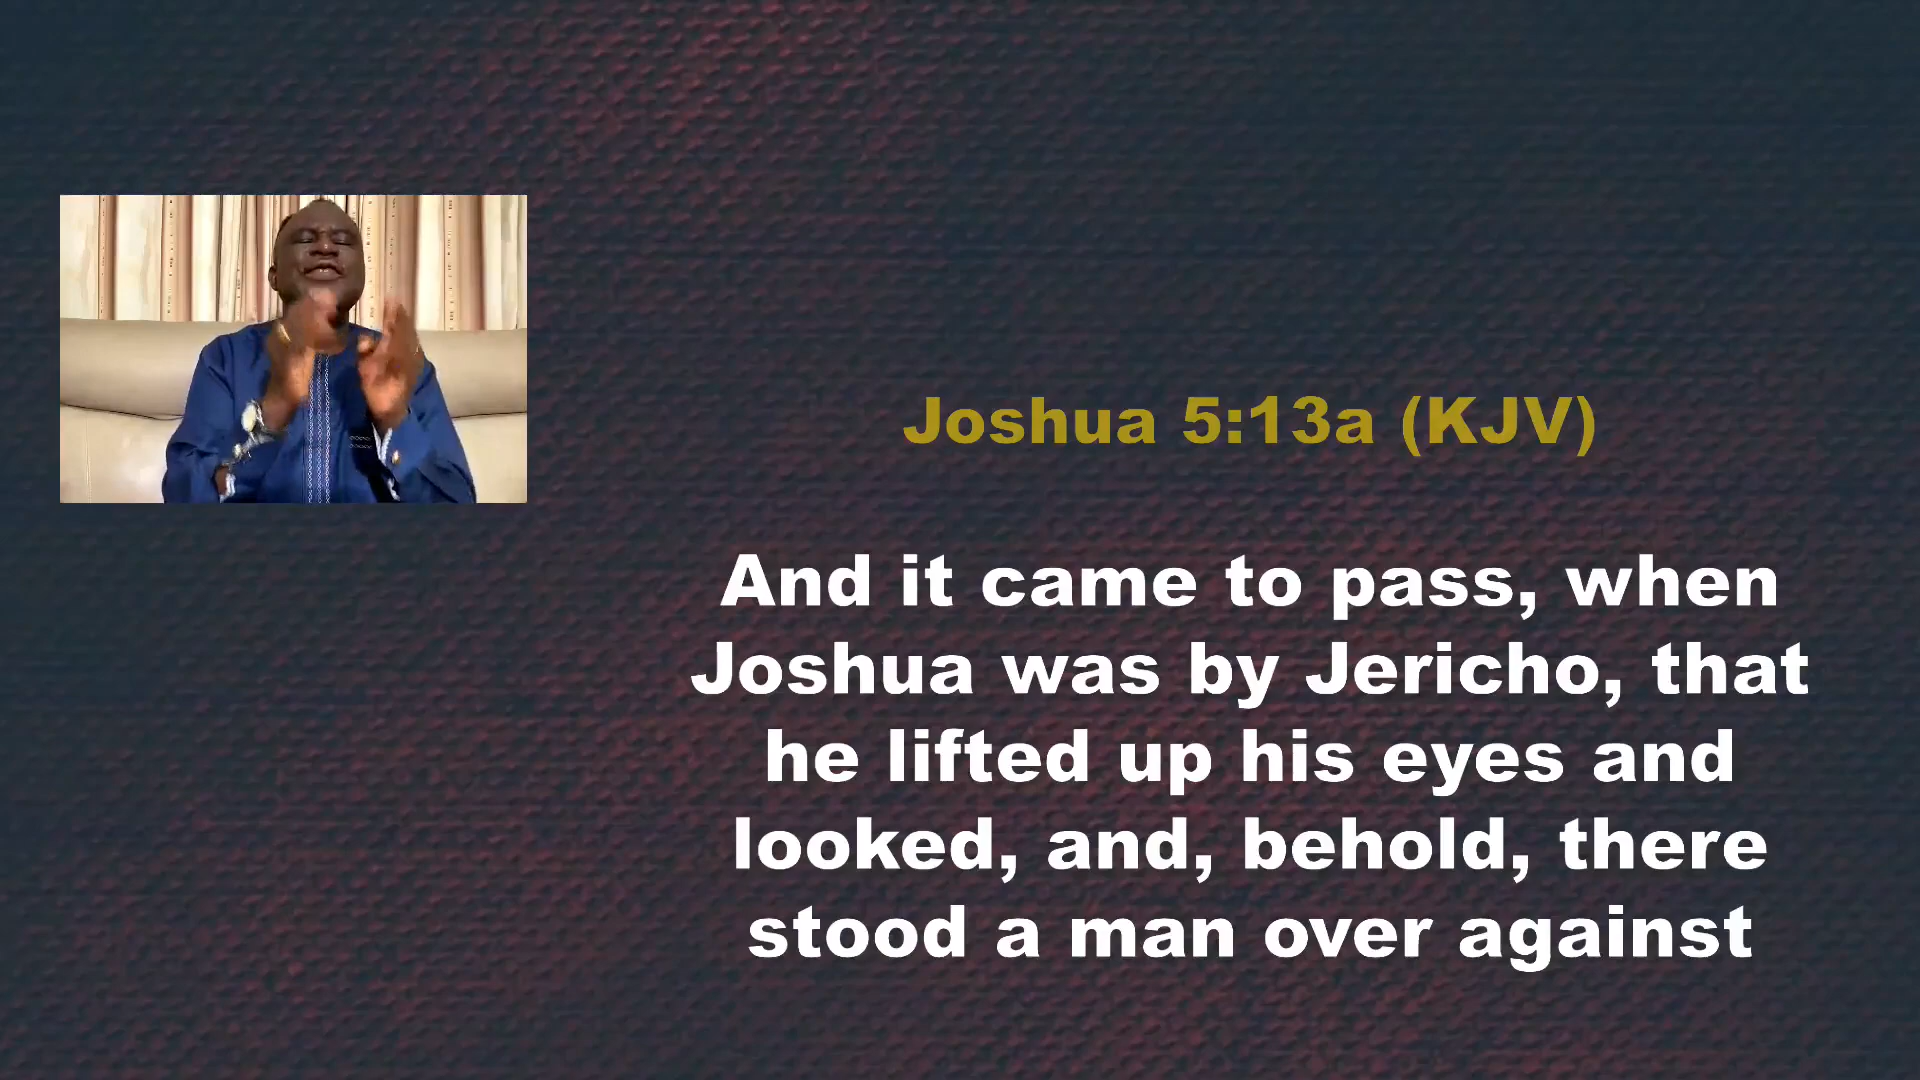 Joshua 5:13a (KJV)
And it came to pass, when
Joshua was by Jericho, that
he lifted up his eyes and
looked, and, behold, there
stood a man over against